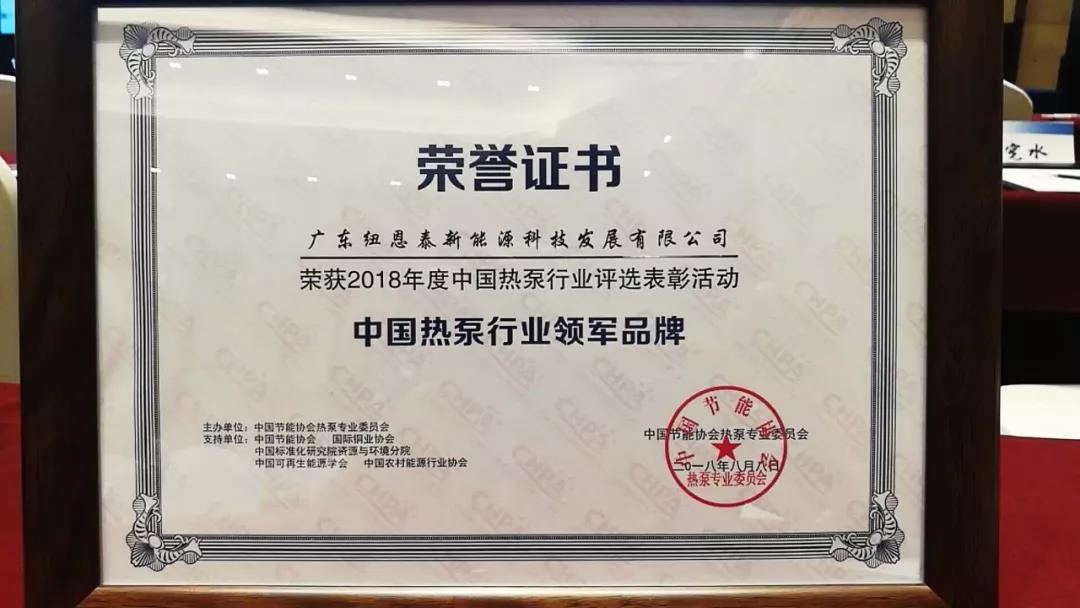 荣誉证书
广东纽恩泰新能源科技发展有限公司
荣获2018年度中国热泵行业评选表彰活动
中国热泵行业领军品牌
主办单位：中国节能协会热泵专业委员会
支持单位：中国节能协会 国际铜业协会
中国标准化研究院资源与环境分院
中国可再生能源学会 中国农村能源行业协会
中国节能协会热泵专业委员会
二〇一八年八月八日
中国节能协会
热泵专业委员会
CHPA